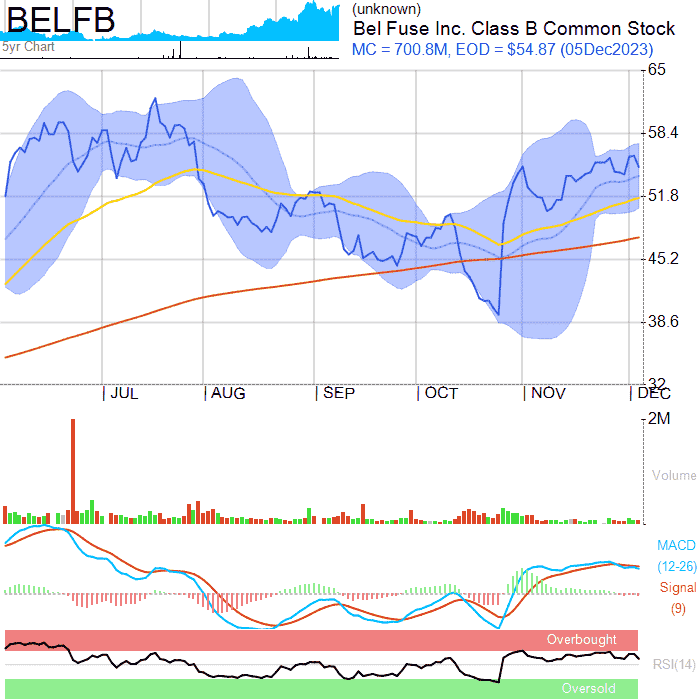 BELFB
5yr Chart
(unknown)
Bel Fuse Inc. Class B Common Stock
MC = 700.8M, EOD = $54.87 (05Dec2023)
65
58.4
51.8
45.2
38.6
32
JUL
AUG
SEP
OCT
NOV
DEC
2M
Volume
MACD
(12-26)
Signal
(9)
Overbought
RSI(14)
Oversold